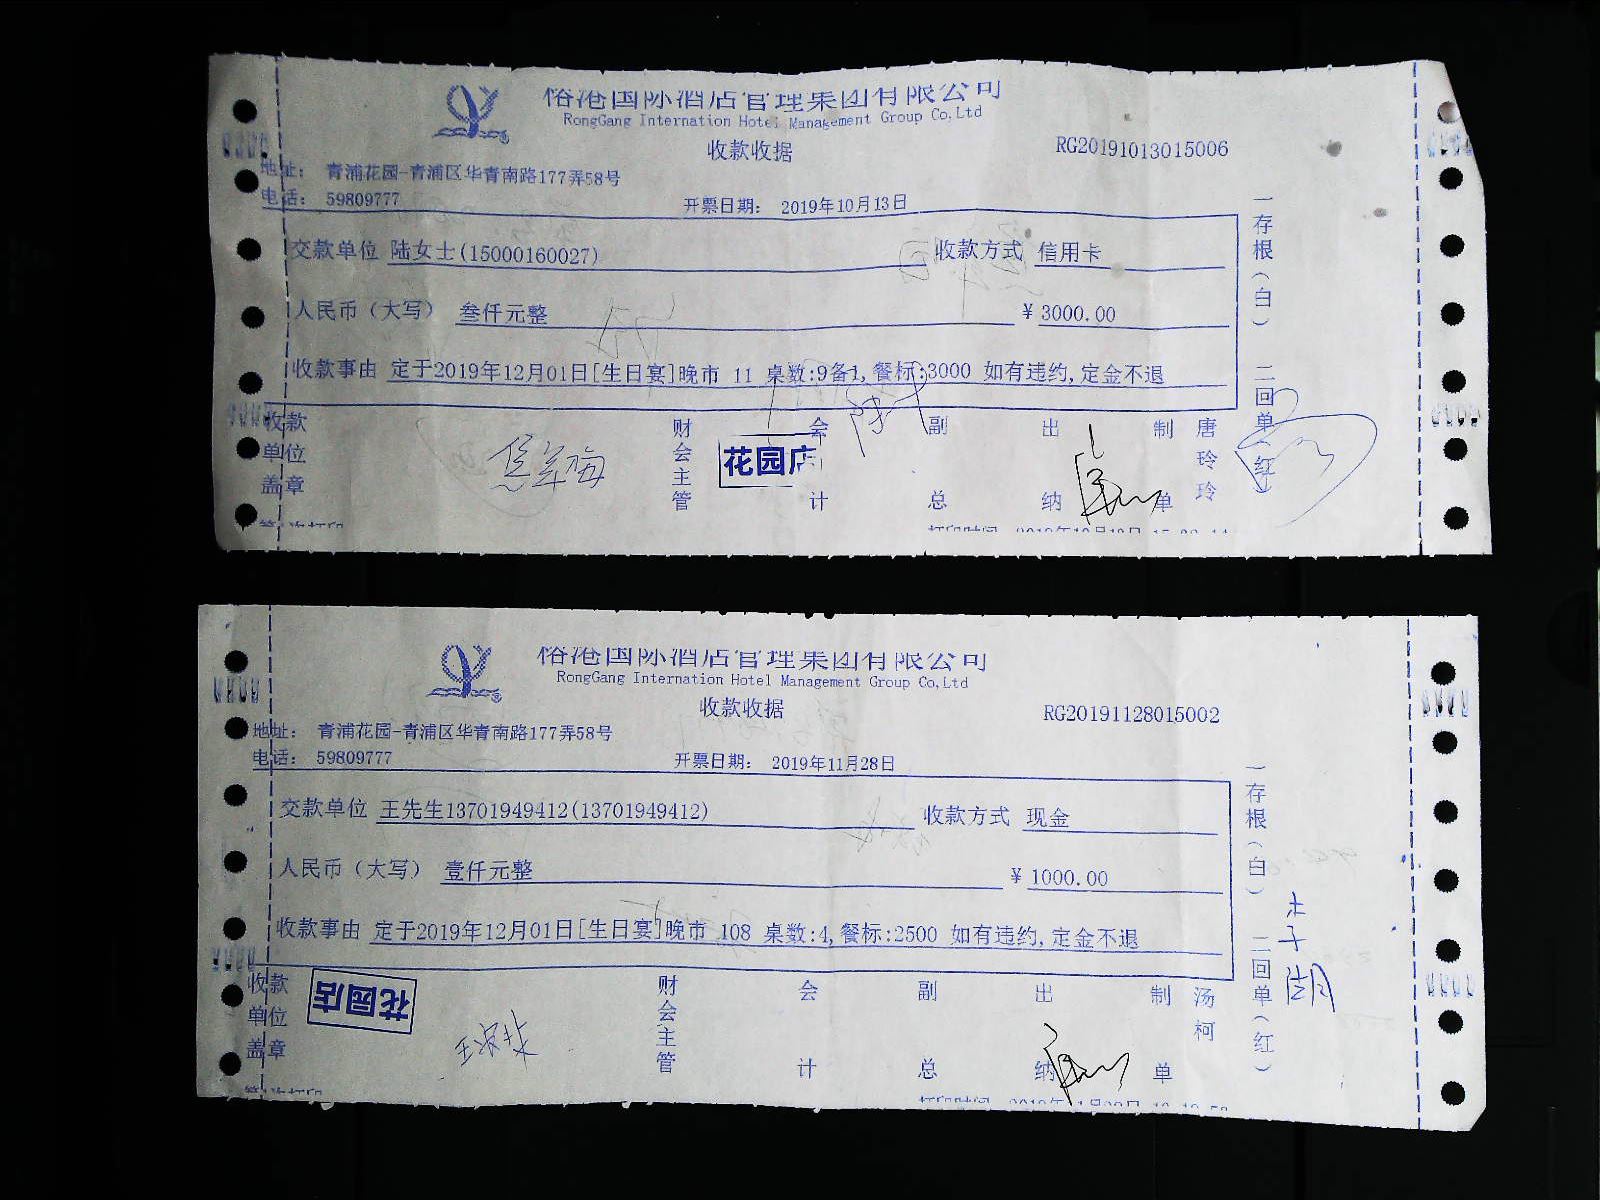 俗港国际酒店管理集团有限公司
RongGang Internation Hotel Management Group Co,Ltd
收款收据
RG20191013015006
地址： 青浦花园-青浦区华青南路177弄58号
电话： 59809777
开票日期： 2019年10月13日
交款单位 陆女士(15000160027) 收款方式 信用卡
人民币（大写） 叁仟元整 ¥ 3000.00
收款事由 定于2019年12月01日[生日宴]晚市 11 桌数:9备1,餐标:3000 如有违约,定金不退
收款单位盖章
财会主管
会计
副总
出纳
制单
唐玲玲
花园店
一存根（白） 二回单（红）
俗港国际酒店管理集团有限公司
RongGang Internation Hotel Management Group Co,Ltd
收款收据
RG20191128015002
地址： 青浦花园-青浦区华青南路177弄58号
电话： 59809777
开票日期： 2019年11月28日
交款单位 王先生13701949412(13701949412) 收款方式 现金
人民币（大写） 壹仟元整 ¥ 1000.00
收款事由 定于2019年12月01日[生日宴]晚市 108 桌数:4,餐标:2500 如有违约,定金不退
收款单位盖章
花园店
财会主管
会计
副总
出纳
制单
汤柯
一存根（白） 二回单（红）